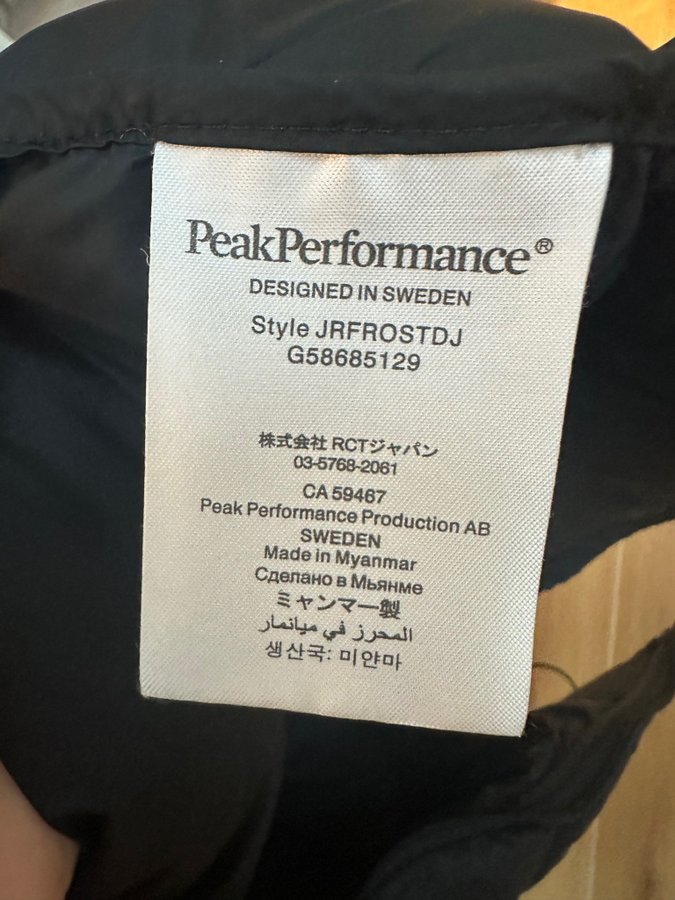 PeakPerformance®
DESIGNED IN SWEDEN
Style JRFROSTDJ
G58685129
株式会社 RCTジャパン
03-5768-2061
CA 59467
Peak Performance Production AB
SWEDEN
Made in Myanmar
Сделано в Мьянме
ミャンマー製
المحرز في ميانمار
생산국: 미얀마